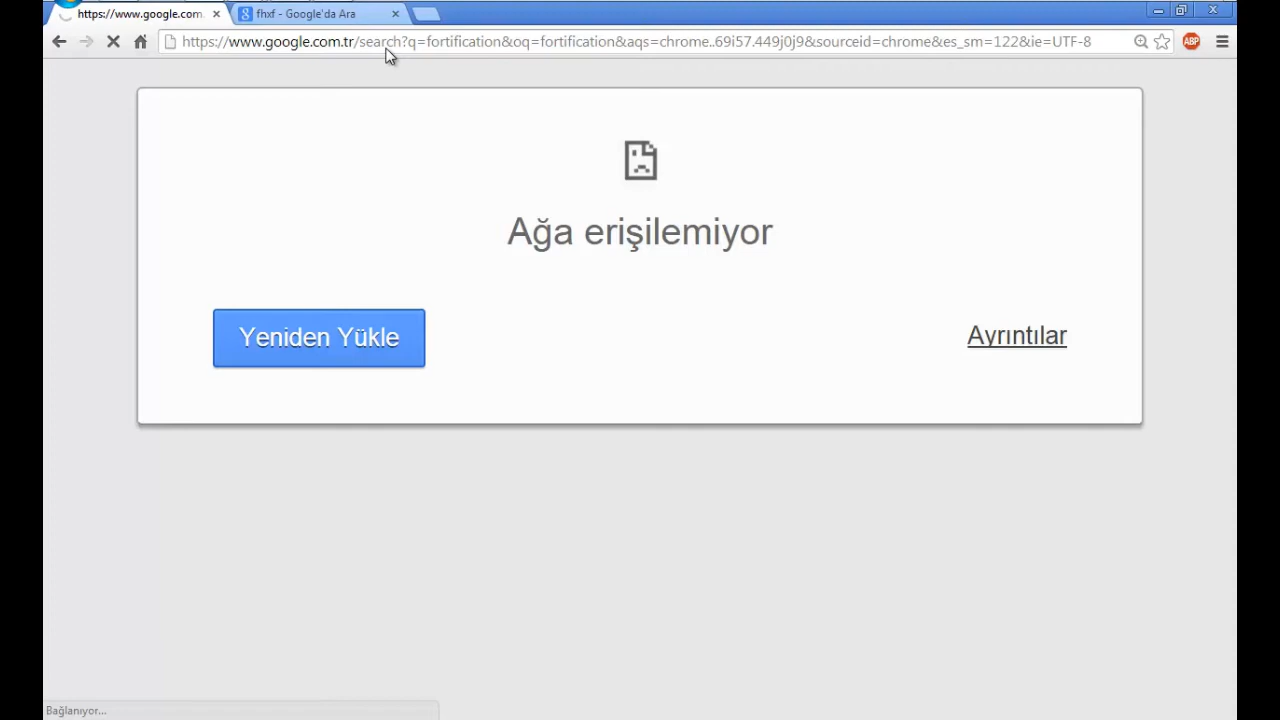 https://www.google.com.
fhxf - Google'da Ara
https://www.google.com.tr/search?q=fortification&oq=fortification&aqs=chrome..69i57.449j0j9&sourceid=chrome&es_sm=122&ie=UTF-8
ABP
Ağa erişilemiyor
Yeniden Yükle
Ayrıntılar
Bağlanıyor...